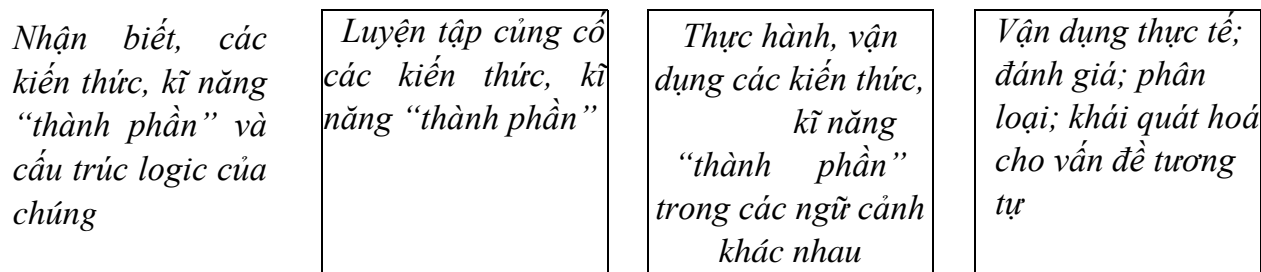 Nhận biết, các
kiến thức, kĩ năng
“thành phần” và
cấu trúc logic của
chúng
Luyện tập củng cố
các kiến thức, kĩ
năng “thành phần”
Thực hành, vận
dụng các kiến thức,
kĩ năng
“thành phần”
trong các ngữ cảnh
khác nhau
Vận dụng thực tế;
đánh giá; phân
loại; khái quát hoá
cho vấn đề tương
tự